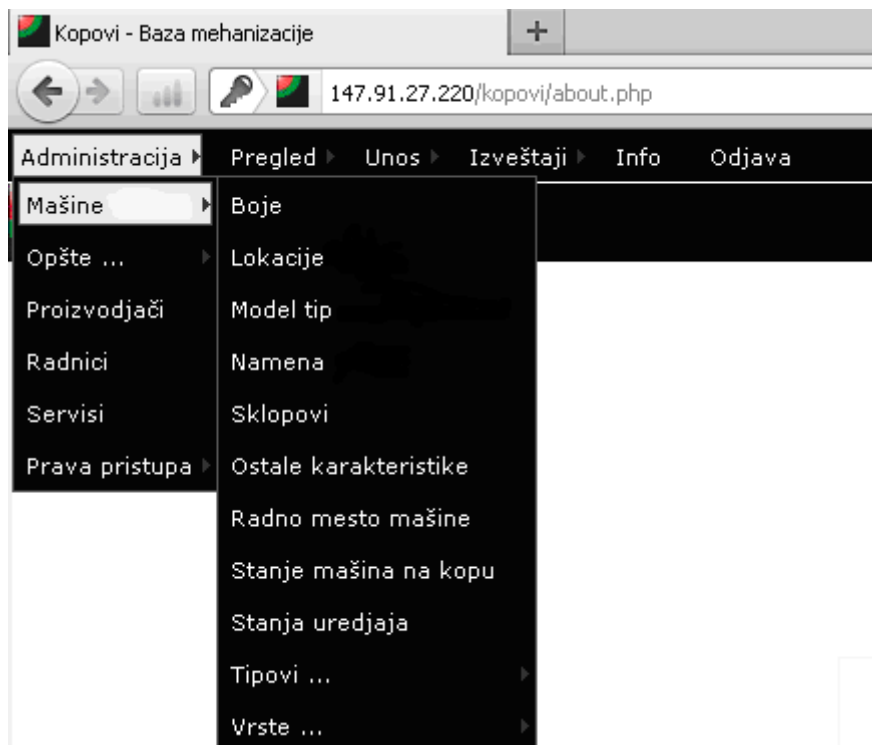 Kopovi - Baza mehanizacije
147.91.27.220/kopovi/about.php
Administracija Pregled Unos Izveštaji Info Odjava
Mašine
Opšte ...
Proizvodjači
Radnici
Servisi
Prava pristupa
Boje
Lokacije
Model tip
Namena
Sklopovi
Ostale karakteristike
Radno mesto mašine
Stanje mašina na kopu
Stanja uredjaja
Tipovi ...
Vrste ...